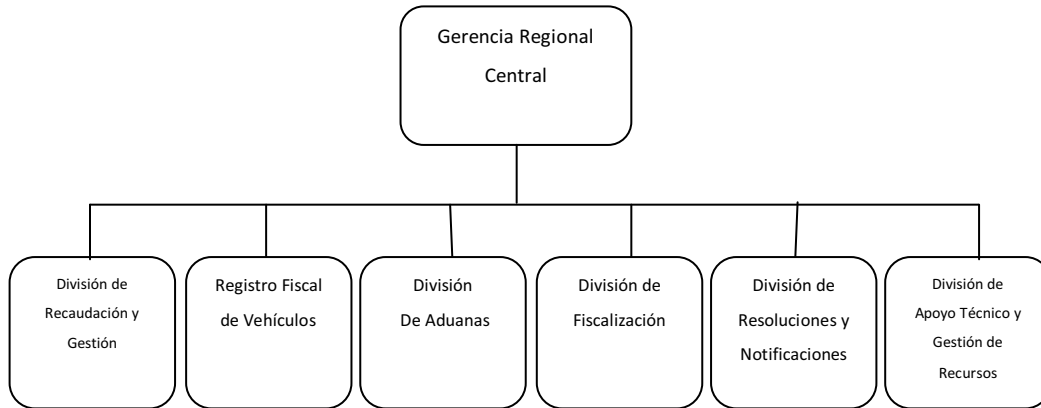 Gerencia Regional
Central
División de
Recaudación y
Gestión
Registro Fiscal
de Vehículos
División
De Aduanas
División de
Fiscalización
División de
Resoluciones y
Notificaciones
División de
Apoyo Técnico y
Gestión de
Recursos